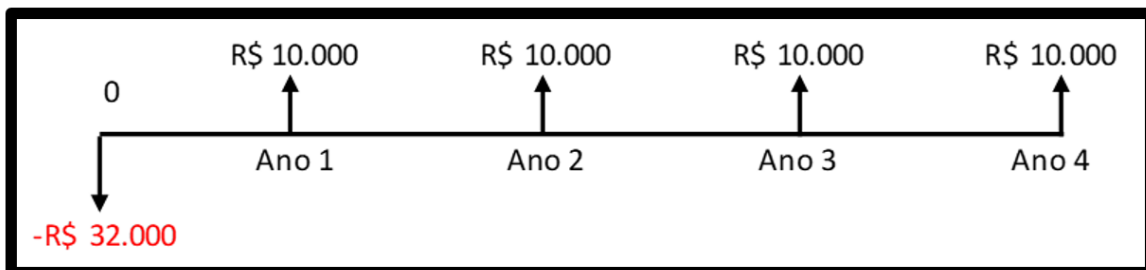 R$ 10.000 R$ 10.000 R$ 10.000 R$ 10.000
0
Ano 1 Ano 2 Ano 3 Ano 4
-R$ 32.000